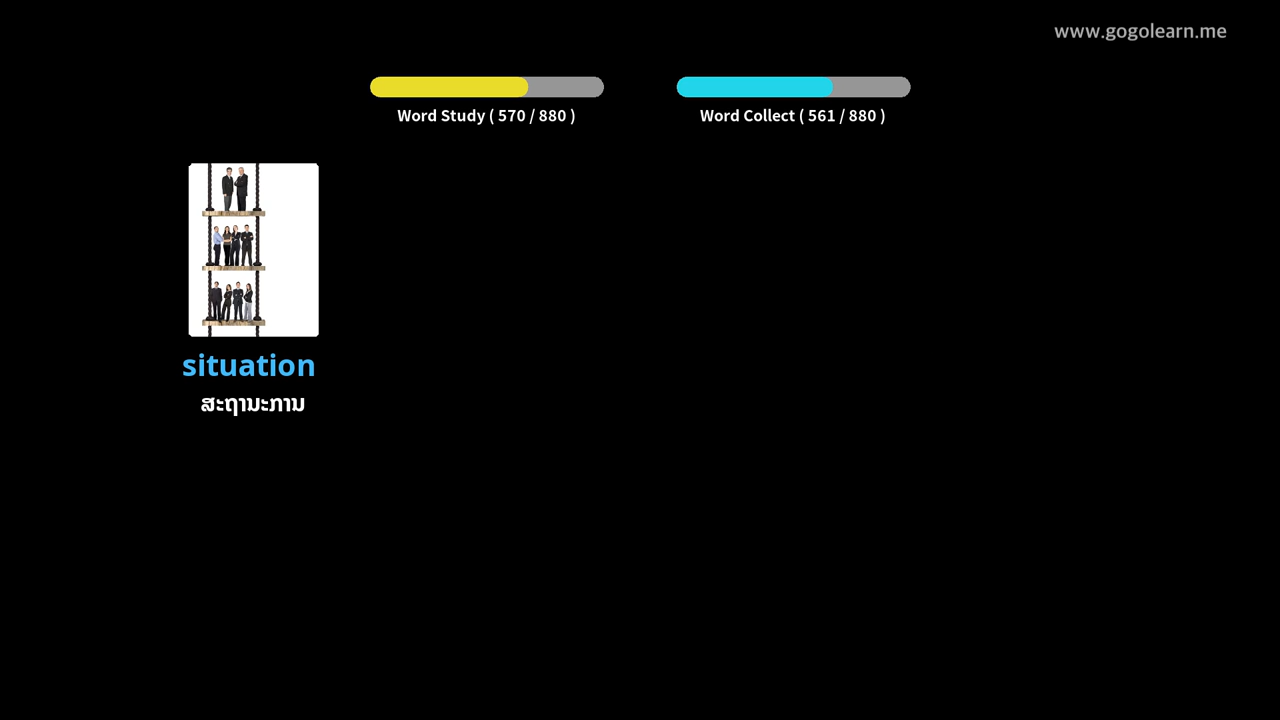 www.gogolearn.me
Word Study ( 570 / 880 )
Word Collect ( 561 / 880 )
situation
ສະຖານະການ